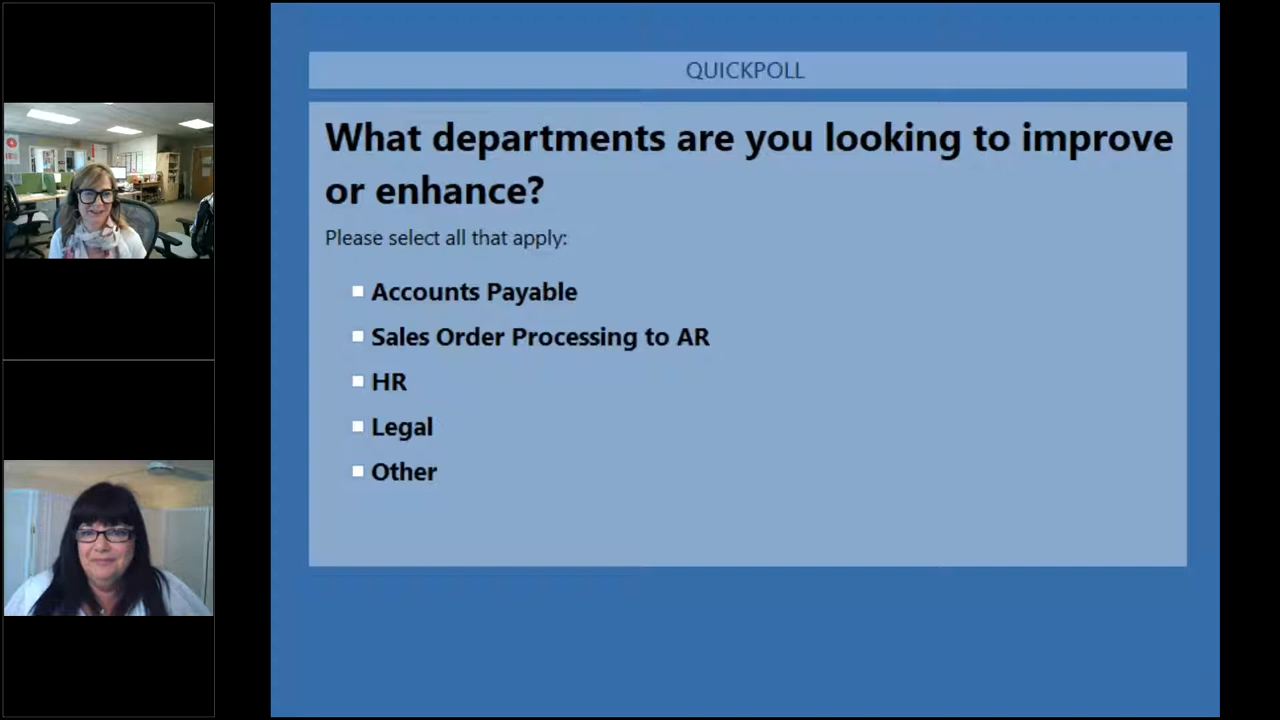 QUICKPOLL
What departments are you looking to improve
or enhance?
Please select all that apply:
Accounts Payable
Sales Order Processing to AR
HR
Legal
Other